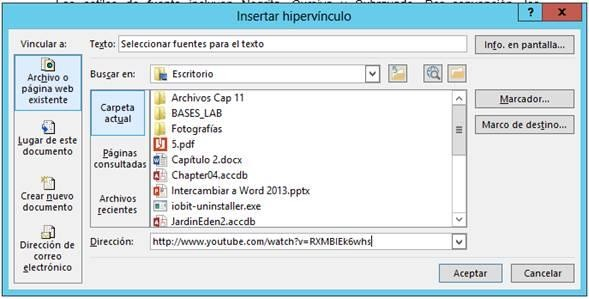 Insertar hipervínculo
? X
Vincular a:
Texto: Seleccionar fuentes para el texto
Info. en pantalla...
Archivo o
página web
existente
Buscar en: Escritorio
Carpeta
actual
Archivos Cap 11
BASES_LAB
Fotografías
5.pdf
Capítulo 2.docx
Chapter04.accdb
Intercambiar a Word 2013.pptx
iobit-uninstaller.exe
JardinEden2.accdb
Marcador...
Marco de destino...
Lugar de este
documento
Páginas
consultadas
Crear nuevo
documento
Archivos
recientes
Dirección de
correo
electrónico
Dirección: http://www.youtube.com/watch?v=RXMBIEk6whs
Aceptar
Cancelar